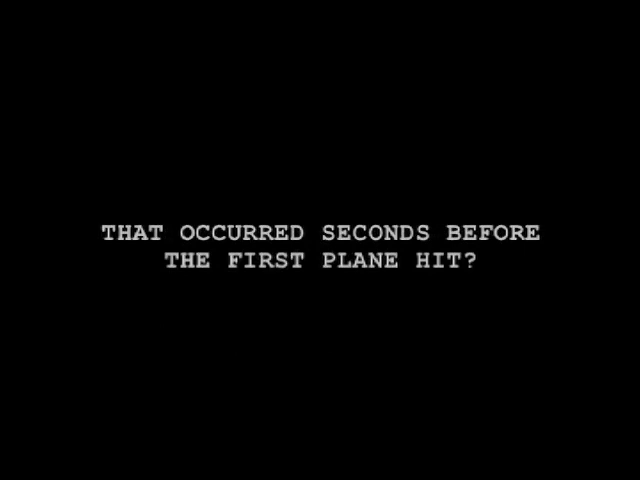 THAT OCCURRED SECONDS BEFORE
THE FIRST PLANE HIT?